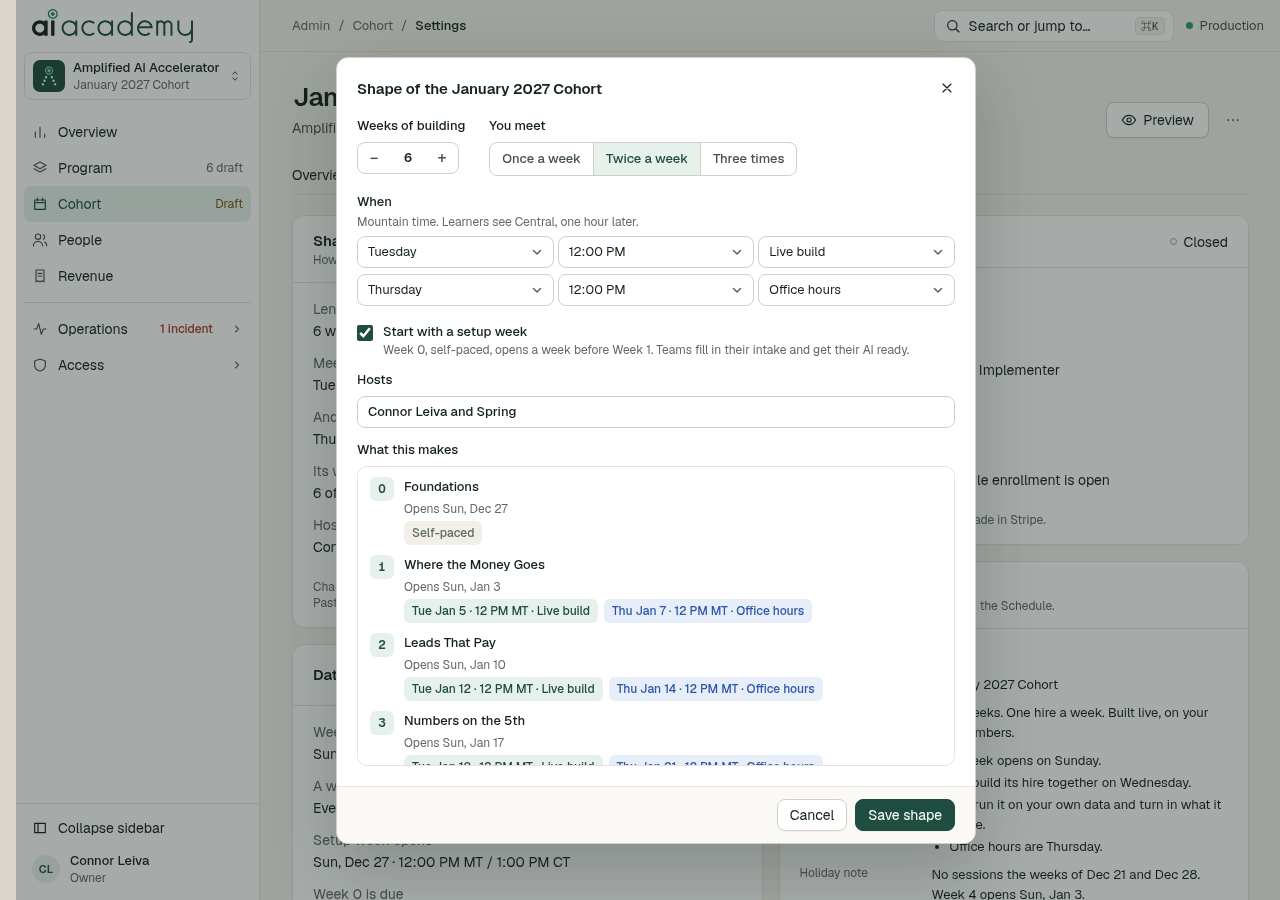 ai academy
Amplified AI Accelerator
January 2027 Cohort
Overview
Program 6 draft
Cohort Draft
People
Revenue
Operations 1 incident
Access
Collapse sidebar
CL
Connor Leiva
Owner
Admin / Cohort / Settings
Search or jump to… ⌘K
Production
Preview
Closed
Implementer
enrollment is open
in Stripe.
the Schedule.
2027 Cohort
One hire a week. Built live, on your
opens on Sunday.
build its hire together on Wednesday.
run it on your own data and turn in what it
Office hours are Thursday.
Holiday note
No sessions the weeks of Dec 21 and Dec 28.
Week 4 opens Sun, Jan 3.
Sun, Dec 27 · 12:00 PM MT / 1:00 PM CT
Week 0 is due
Shape of the January 2027 Cohort
Weeks of building
You meet
− 6 +
Once a week Twice a week Three times
When
Mountain time. Learners see Central, one hour later.
Tuesday 12:00 PM Live build
Thursday 12:00 PM Office hours
Start with a setup week
Week 0, self-paced, opens a week before Week 1. Teams fill in their intake and get their AI ready.
Hosts
Connor Leiva and Spring
What this makes
0 Foundations
Opens Sun, Dec 27
Self-paced
1 Where the Money Goes
Opens Sun, Jan 3
Tue Jan 5 · 12 PM MT · Live build Thu Jan 7 · 12 PM MT · Office hours
2 Leads That Pay
Opens Sun, Jan 10
Tue Jan 12 · 12 PM MT · Live build Thu Jan 14 · 12 PM MT · Office hours
3 Numbers on the 5th
Opens Sun, Jan 17
Cancel Save shape